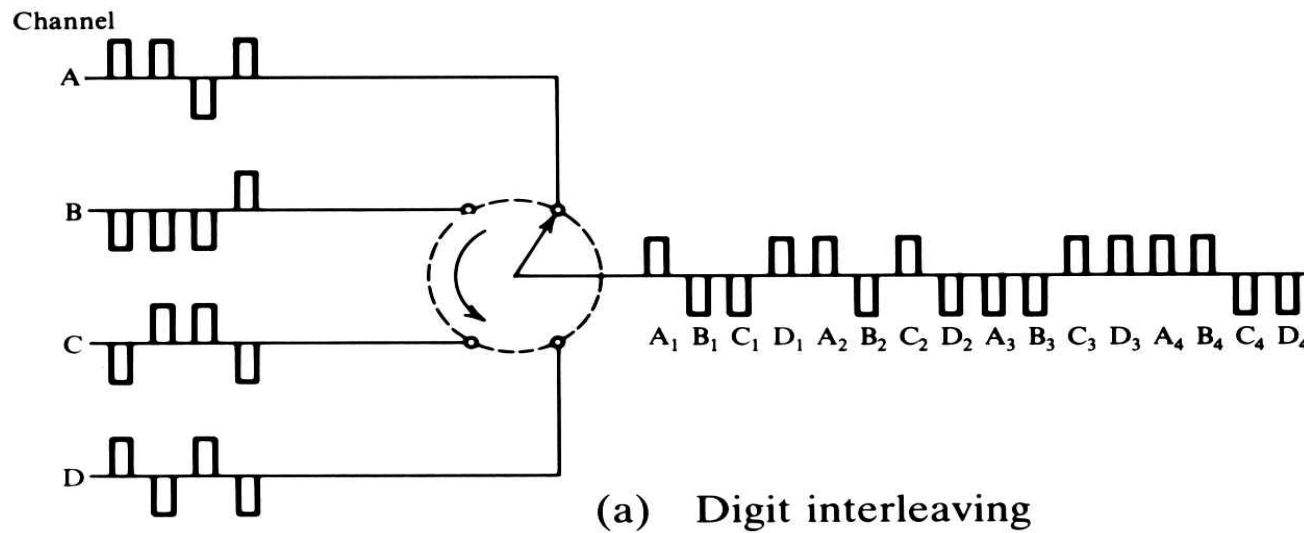 Channel
A
B
A₁ B₁ C₁ D₁ A₂ B₂ C₂ D₂ A₃ B₃ C₃ D₃ A₄ B₄ C₄ D₄
C
D
(a) Digit interleaving